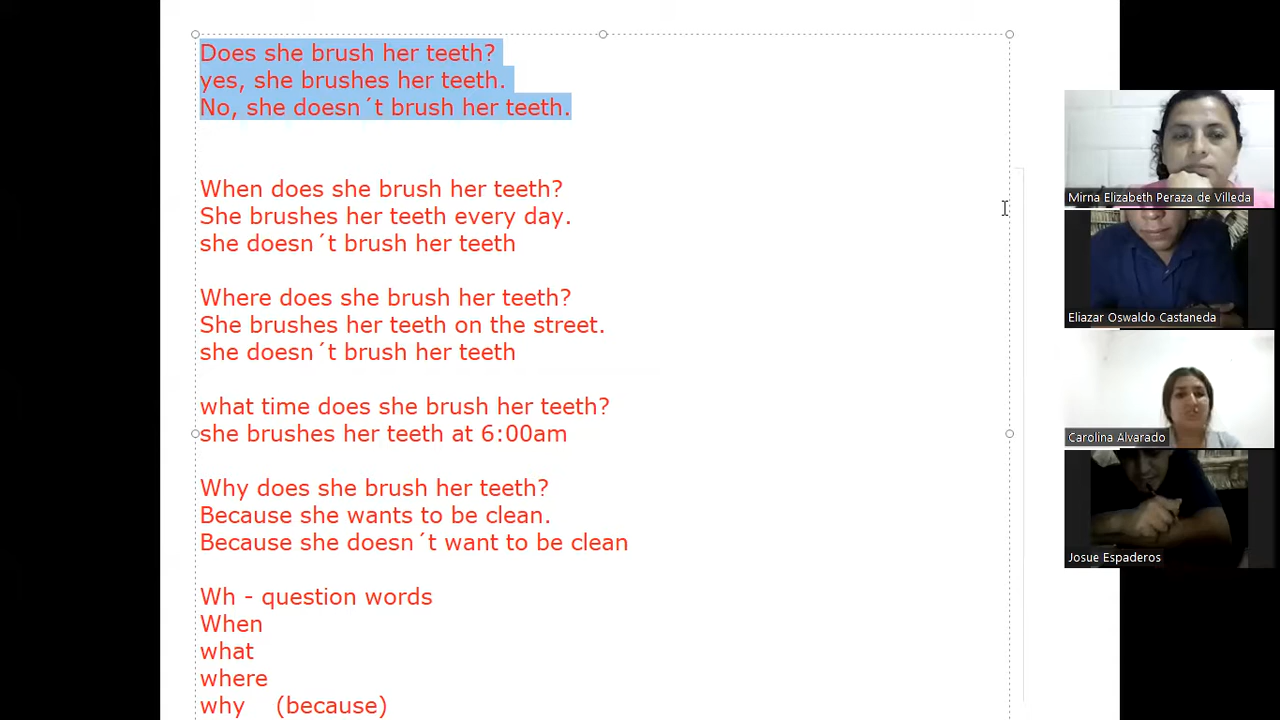 Does she brush her teeth?
yes, she brushes her teeth.
No, she doesn´t brush her teeth.
When does she brush her teeth?
She brushes her teeth every day.
she doesn´t brush her teeth
Where does she brush her teeth?
She brushes her teeth on the street.
she doesn´t brush her teeth
what time does she brush her teeth?
she brushes her teeth at 6:00am
Why does she brush her teeth?
Because she wants to be clean.
Because she doesn´t want to be clean
Wh - question words
When
what
where
why (because)
Mirna Elizabeth Peraza de Villeda
Eliazar Oswaldo Castaneda
Carolina Alvarado
Josue Espaderos